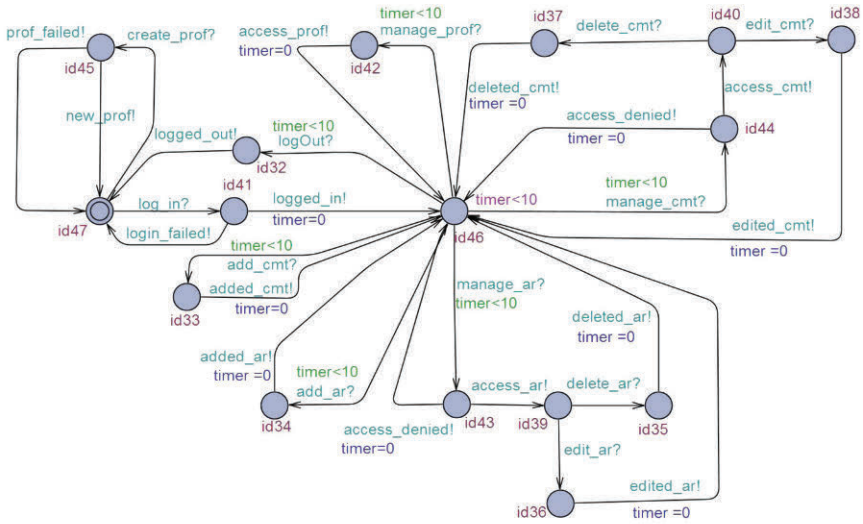 prof_failed!
create_prof?
id45
new_prof!
access_prof!
timer=0
timer<10
manage_prof?
id42
id37
delete_cmt?
id40
edit_cmt?
id38
deleted_cmt!
timer =0
access_cmt!
logged_out!
timer<10
logOut?
id32
access_denied!
timer =0
id44
id41
log_in?
logged_in!
timer=0
timer<10
timer<10
manage_cmt?
id47
login_failed!
id46
edited_cmt!
timer =0
timer<10
add_cmt?
added_cmt!
timer=0
id33
manage_ar?
timer<10
deleted_ar!
timer =0
added_ar!
timer =0
timer<10
add_ar?
access_ar!
delete_ar?
id34
access_denied!
timer=0
id43
id39
id35
edit_ar?
edited_ar!
timer =0
id36